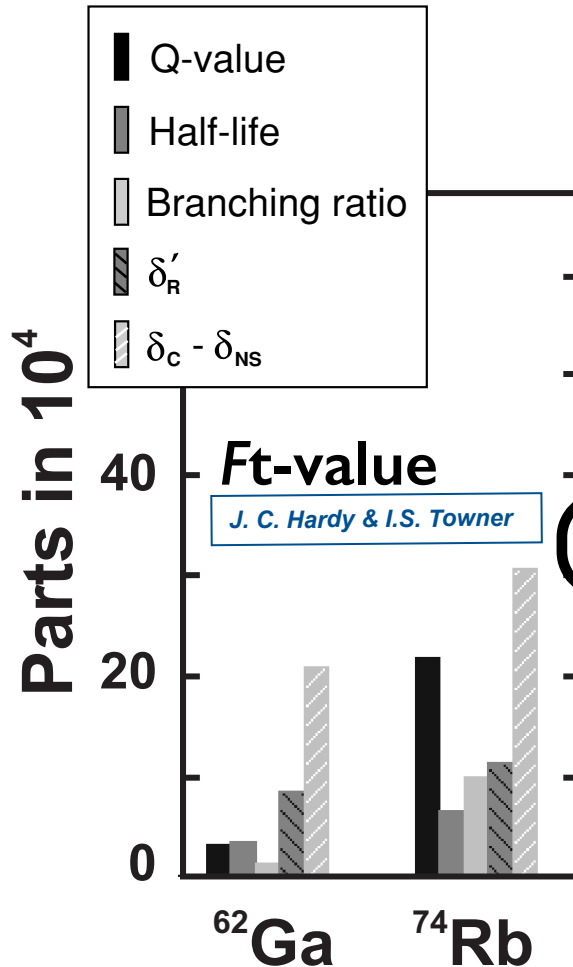 Q-value
Half-life
Branching ratio
δR′
δC - δNS
Parts in 10⁴
40
20
0
Ft-value
J. C. Hardy & I.S. Towner
⁶²Ga
⁷⁴Rb